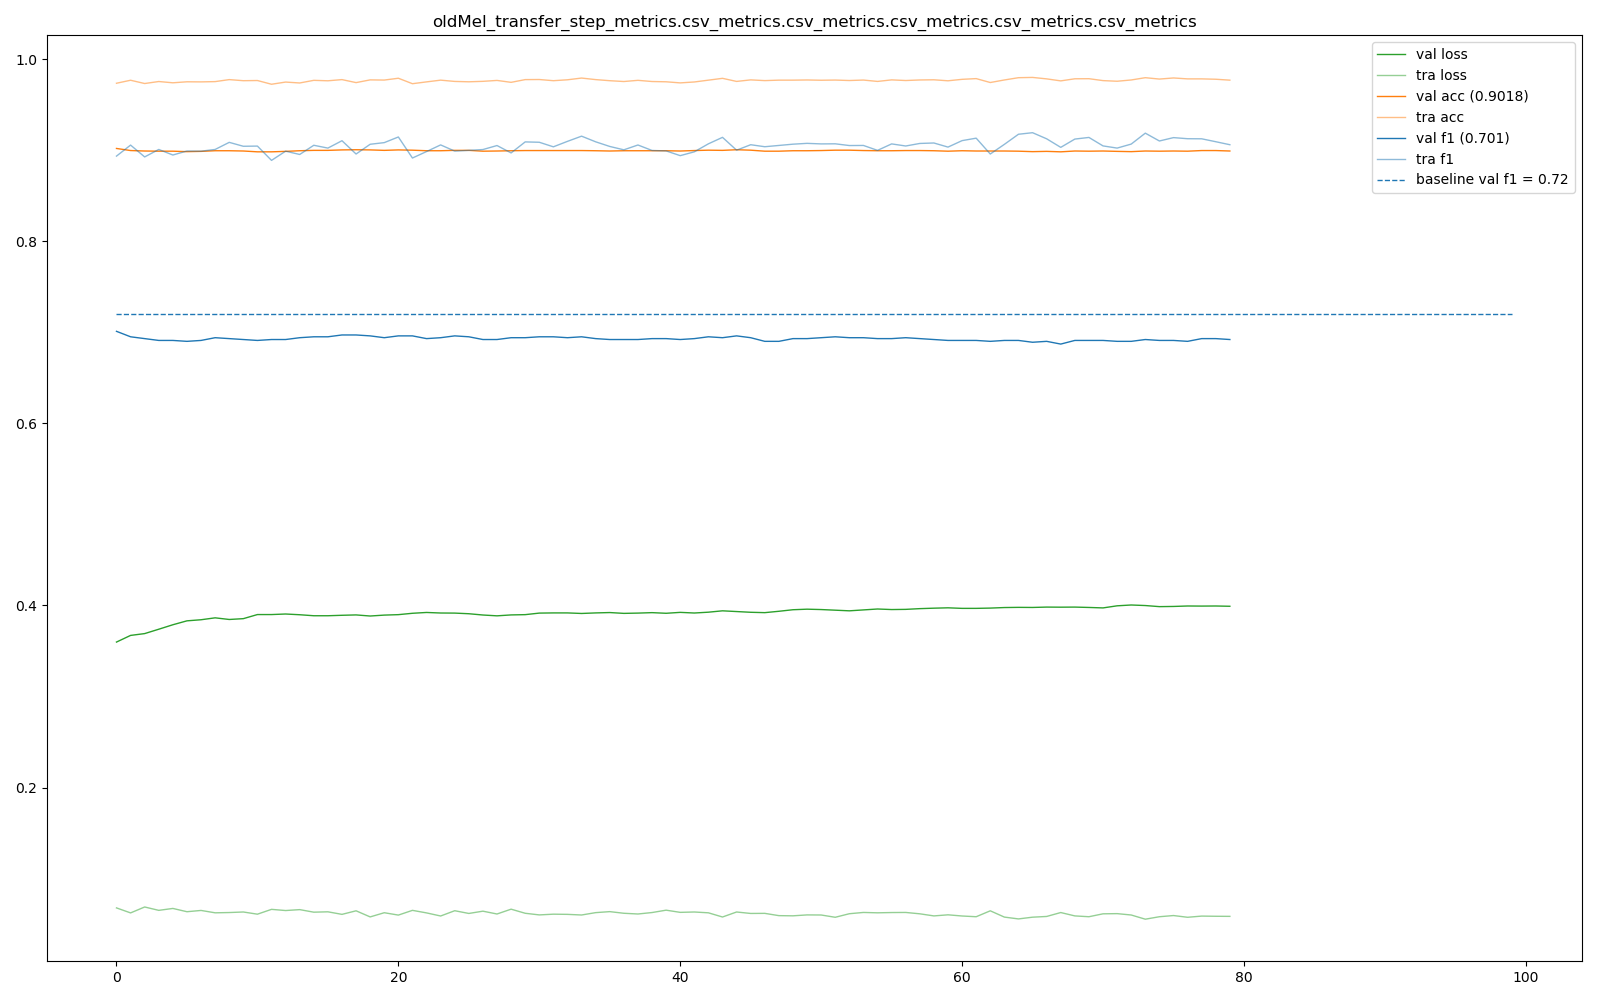 oldMel_transfer_step_metrics.csv_metrics.csv_metrics.csv_metrics.csv_metrics.csv_metrics
1.0
0.8
0.6
0.4
0.2
0 20 40 60 80 100
val loss
tra loss
val acc (0.9018)
tra acc
val f1 (0.701)
tra f1
baseline val f1 = 0.72